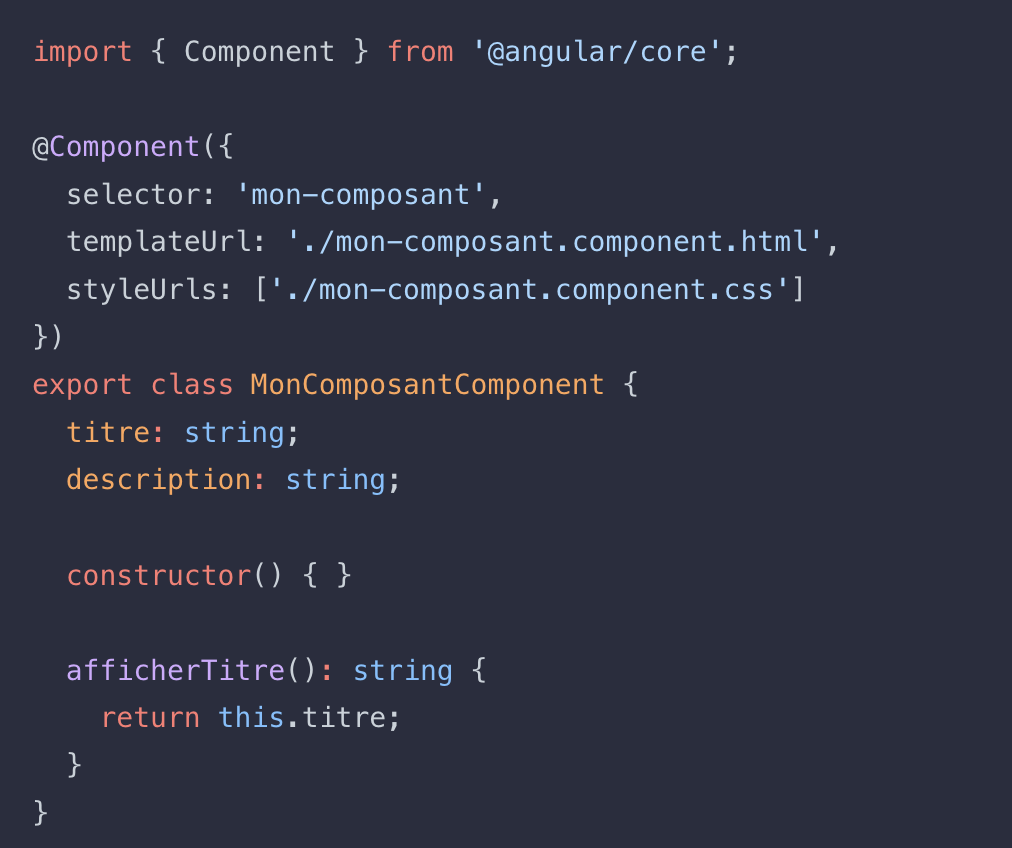 import { Component } from '@angular/core';

@Component({
  selector: 'mon-composant',
  templateUrl: './mon-composant.component.html',
  styleUrls: ['./mon-composant.component.css']
})
export class MonComposantComponent {
  titre: string;
  description: string;

  constructor() { }

  afficherTitre(): string {
    return this.titre;
  }
}